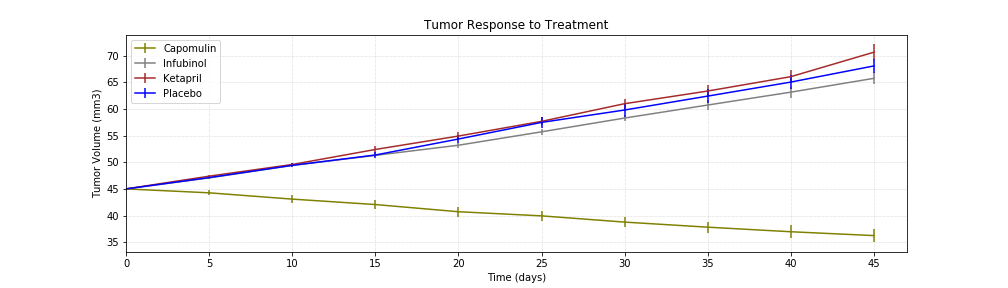 Tumor Response to Treatment
Capomulin
Infubinol
Ketapril
Placebo
Tumor Volume (mm3)
70
65
60
55
50
45
40
35
0 5 10 15 20 25 30 35 40 45
Time (days)